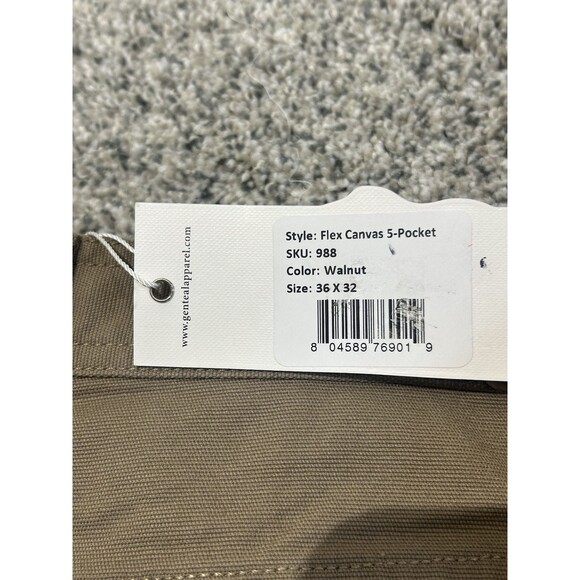 www.gentealapparel.com
Style: Flex Canvas 5-Pocket
SKU: 988
Color: Walnut
Size: 36 X 32
8 04589 76901 9